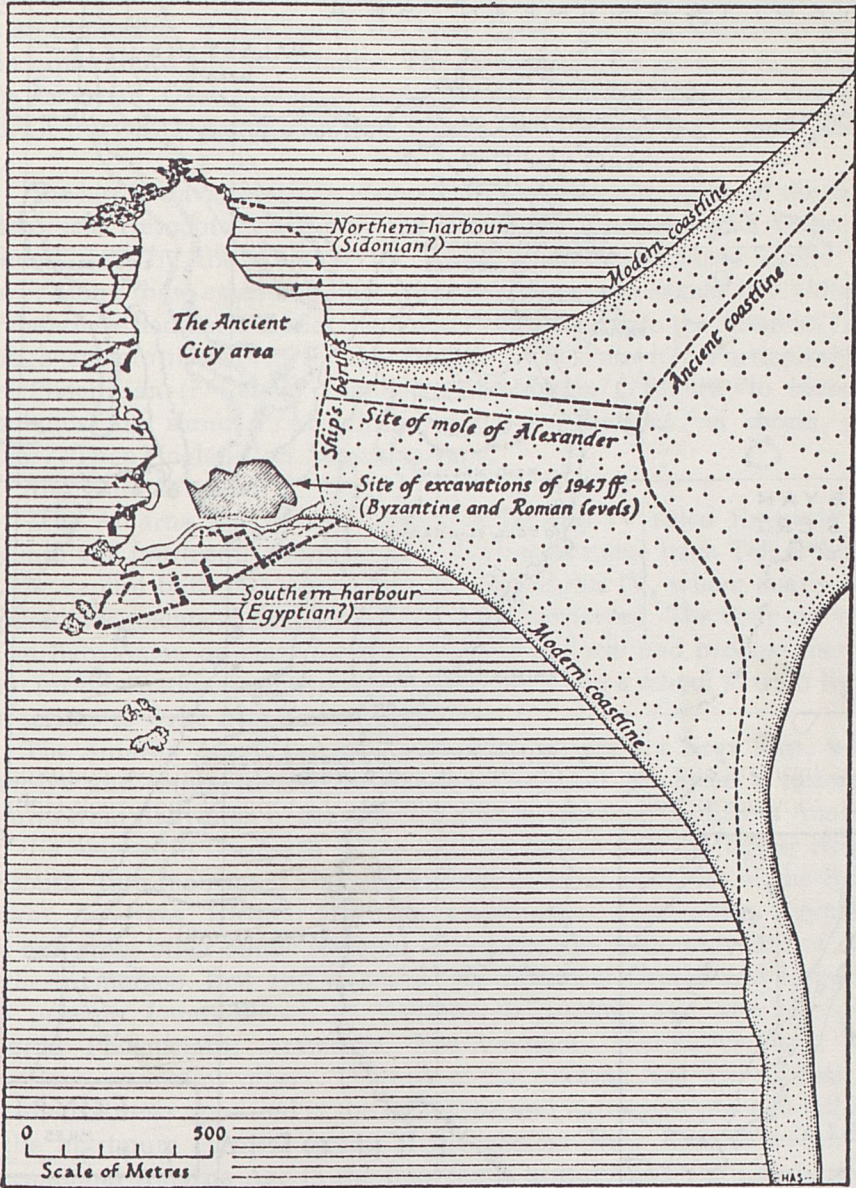 Northern harbour
(Sidonian?)
Modern coastline
The Ancient
City area
Ancient coastline
Ship's berths
Site of mole of Alexander
Site of excavations of 1947ff.
(Byzantine and Roman levels)
Southern harbour
(Egyptian?)
Modern coastline
0 500
Scale of Metres
HAS